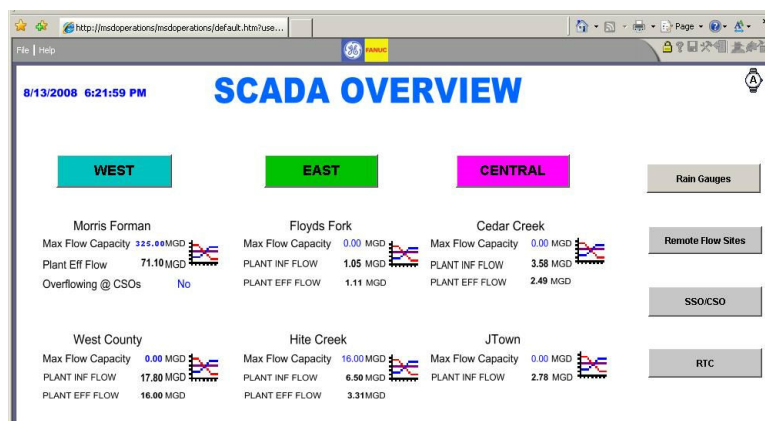 http://msdoperations/msdoperations/default.htm?use...
Page
File | Help
FANUC
8/13/2008 6:21:59 PM
SCADA OVERVIEW
WEST
EAST
CENTRAL
Rain Gauges
Remote Flow Sites
SSO/CSO
RTC
Morris Forman
Max Flow Capacity 325.00MGD
Plant Eff Flow 71.10 MGD
Overflowing @ CSOs No
Floyds Fork
Max Flow Capacity 0.00 MGD
PLANT INF FLOW 1.05 MGD
PLANT EFF FLOW 1.11 MGD
Cedar Creek
Max Flow Capacity 0.00 MGD
PLANT INF FLOW 3.58 MGD
PLANT EFF FLOW 2.49 MGD
West County
Max Flow Capacity 0.00 MGD
PLANT INF FLOW 17.80 MGD
PLANT EFF FLOW 16.00 MGD
Hite Creek
Max Flow Capacity 16.00 MGD
PLANT INF FLOW 6.50 MGD
PLANT EFF FLOW 3.31MGD
JTown
Max Flow Capacity 0.00 MGD
PLANT INF FLOW 2.78 MGD